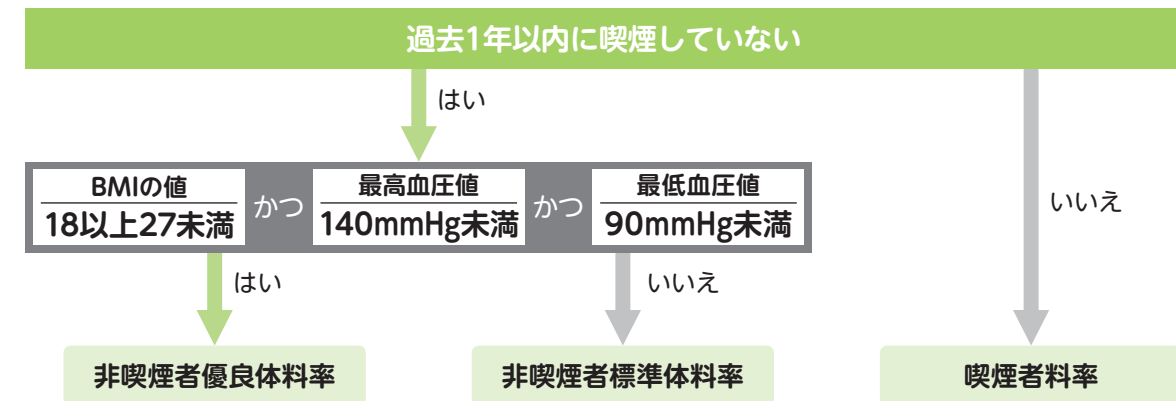 過去1年以内に喫煙していない
はい
いいえ
BMIの値
18以上27未満
かつ
最高血圧値
140mmHg未満
かつ
最低血圧値
90mmHg未満
はい
いいえ
非喫煙者優良体料率
非喫煙者標準体料率
喫煙者料率